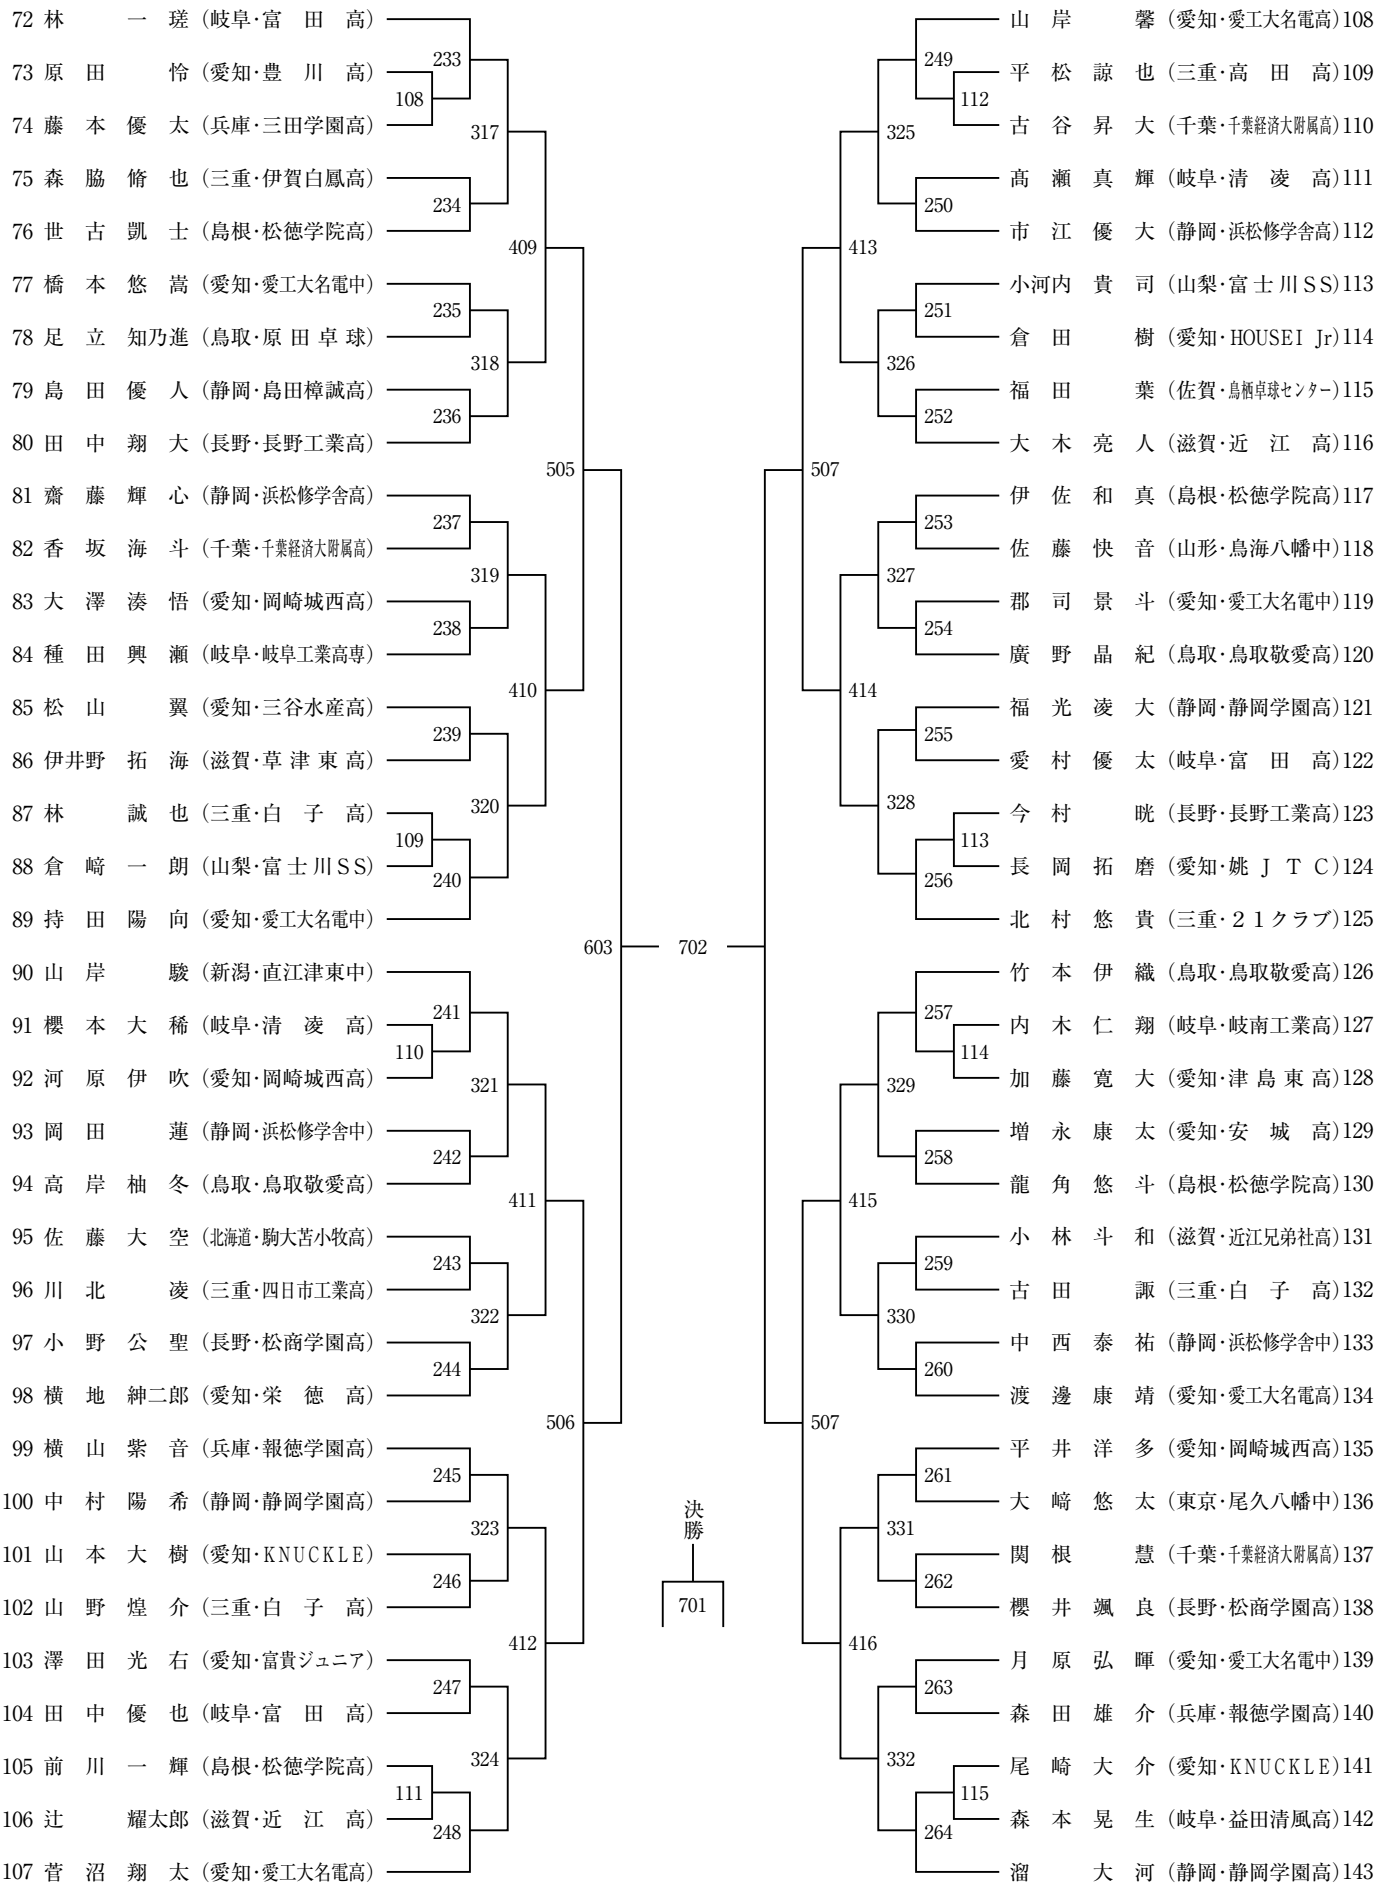 72 林　一　瑳 (岐阜･富　田　高)
73 原　田　怜 (愛知･豊　川　高)
74 藤　本　優　太 (兵庫･三田学園高)
75 森　脇　脩　也 (三重･伊賀白鳳高)
76 世　古　凱　士 (島根･松徳学院高)
77 橋　本　悠　嵩 (愛知･愛工大名電中)
78 足　立　知乃進 (鳥取･原田卓球)
79 島　田　優　人 (静岡･島田樟誠高)
80 田　中　翔　大 (長野･長野工業高)
81 齋　藤　輝　心 (静岡･浜松修学舎高)
82 香　坂　海　斗 (千葉･千葉経済大附属高)
83 大　澤　湊　悟 (愛知･岡崎城西高)
84 種　田　興　瀬 (岐阜･岐阜工業高専)
85 松　山　翼 (愛知･三谷水産高)
86 伊井野　拓　海 (滋賀･草津東高)
87 林　誠　也 (三重･白　子　高)
88 倉　﨑　一　朗 (山梨･富士川SS)
89 持　田　陽　向 (愛知･愛工大名電中)
90 山　岸　駿 (新潟･直江津東中)
91 櫻　本　大　稀 (岐阜･清　凌　高)
92 河　原　伊　吹 (愛知･岡崎城西高)
93 岡　田　蓮 (静岡･浜松修学舎中)
94 高　岸　柚　冬 (鳥取･鳥取敬愛高)
95 佐　藤　大　空 (北海道･駒大苫小牧高)
96 川　北　凌 (三重･四日市工業高)
97 小　野　公　聖 (長野･松商学園高)
98 横　地　紳二郎 (愛知･栄　徳　高)
99 横　山　紫　音 (兵庫･報徳学園高)
100 中　村　陽　希 (静岡･静岡学園高)
101 山　本　大　樹 (愛知･KNUCKLE)
102 山　野　煌　介 (三重･白　子　高)
103 澤　田　光　右 (愛知･富貴ジュニア)
104 田　中　優　也 (岐阜･富　田　高)
105 前　川　一　輝 (島根･松徳学院高)
106 辻　耀太郎 (滋賀･近　江　高)
107 菅　沼　翔　太 (愛知･愛工大名電高)
108
109
110
111
233
234
235
236
237
238
239
240
241
242
243
244
245
246
247
248
317
318
319
320
321
322
323
324
409
410
411
412
505
506
603
702
決勝
701
507
507
413
414
415
416
325
326
327
328
329
330
331
332
249
250
251
252
253
254
255
256
257
258
259
260
261
262
263
264
112
113
114
115
山　岸　馨 (愛知･愛工大名電高) 108
平　松　諒　也 (三重･高　田　高) 109
古　谷　昇　大 (千葉･千葉経済大附属高) 110
髙　瀬　真　輝 (岐阜･清　凌　高) 111
市　江　優　大 (静岡･浜松修学舎高) 112
小河内　貴　司 (山梨･富士川SS) 113
倉　田　樹 (愛知･HOUSEI Jr) 114
福　田　葉 (佐賀･鳥栖卓球センター) 115
大　木　亮　人 (滋賀･近　江　高) 116
伊　佐　和　真 (島根･松徳学院高) 117
佐　藤　快　音 (山形･鳥海八幡中) 118
郡　司　景　斗 (愛知･愛工大名電中) 119
廣　野　晶　紀 (鳥取･鳥取敬愛高) 120
福　光　凌　大 (静岡･静岡学園高) 121
愛　村　優　太 (岐阜･富　田　高) 122
今　村　晄 (長野･長野工業高) 123
長　岡　拓　磨 (愛知･姚ＪＴＣ) 124
北　村　悠　貴 (三重･２１クラブ) 125
竹　本　伊　織 (鳥取･鳥取敬愛高) 126
内　木　仁　翔 (岐阜･岐南工業高) 127
加　藤　寛　大 (愛知･津島東高) 128
増　永　康　太 (愛知･安　城　高) 129
龍　角　悠　斗 (島根･松徳学院高) 130
小　林　斗　和 (滋賀･近江兄弟社高) 131
古　田　諏 (三重･白　子　高) 132
中　西　泰　祐 (静岡･浜松修学舎中) 133
渡　邊　康　靖 (愛知･愛工大名電高) 134
平　井　洋　多 (愛知･岡崎城西高) 135
大　﨑　悠　太 (東京･尾久八幡中) 136
関　根　慧 (千葉･千葉経済大附属高) 137
櫻　井　颯　良 (長野･松商学園高) 138
月　原　弘　暉 (愛知･愛工大名電中) 139
森　田　雄　介 (兵庫･報徳学園高) 140
尾　崎　大　介 (愛知･KNUCKLE) 141
森　本　晃　生 (岐阜･益田清風高) 142
溜　大　河 (静岡･静岡学園高) 143